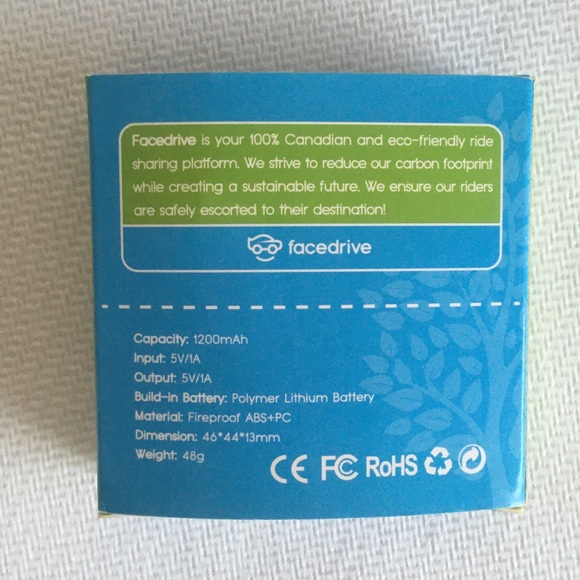 Facedrive is your 100% Canadian and eco-friendly ride
sharing platform. We strive to reduce our carbon footprint
while creating a sustainable future. We ensure our riders
are safely escorted to their destination!
facedrive
Capacity: 1200mAh
Input: 5V/1A
Output: 5V/1A
Build-in Battery: Polymer Lithium Battery
Material: Fireproof ABS+PC
Dimension: 46*44*13mm
Weight: 48g
CE FC RoHS